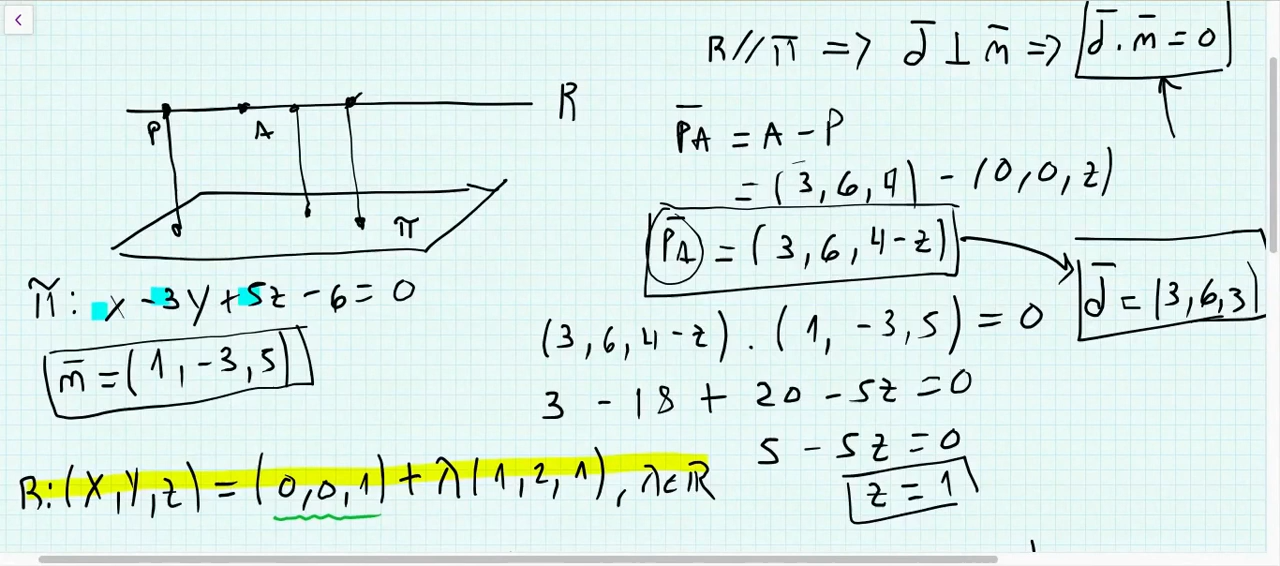 R // π => d̄ ⊥ n̄ => d̄ . n̄ = 0
R
P A
π
P̄A = A - P
= (3, 6, 4) - (0, 0, z)
P̄A = (3, 6, 4-z)
d̄ = (3, 6, 3)
π: x - 3y + 5z - 6 = 0
n̄ = (1, -3, 5)
(3, 6, 4-z) . (1, -3, 5) = 0
3 - 18 + 20 - 5z = 0
5 - 5z = 0
z = 1
R: (X, Y, z) = (0, 0, 1) + λ(1, 2, 1), λ ∈ ℝ